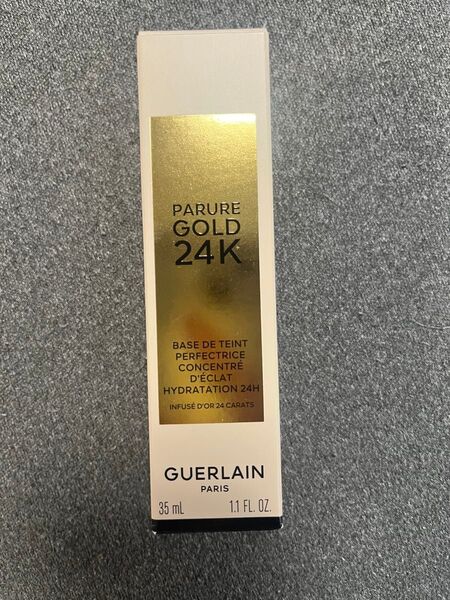 PARURE
GOLD
24K
BASE DE TEINT
PERFECTRICE
CONCENTRÉ
D'ÉCLAT
HYDRATATION 24H
INFUSÉ D'OR 24 CARATS
GUERLAIN
PARIS
35 mL 1.1 FL. OZ.